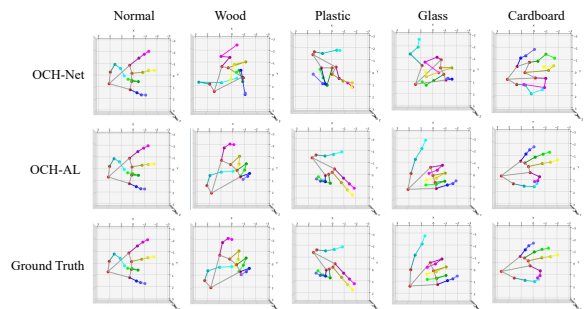 Normal Wood Plastic Glass Cardboard
OCH-Net
OCH-AL
Ground Truth